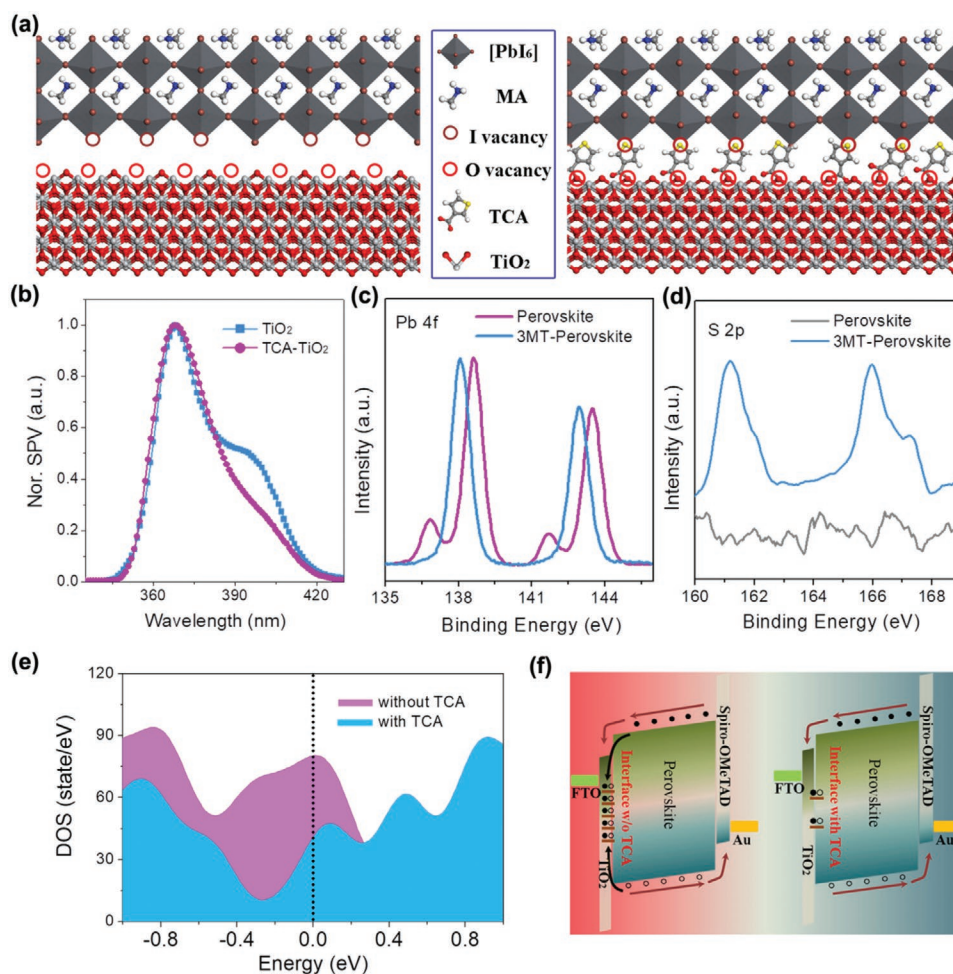 (a)
[PbI₆]
MA
I vacancy
O vacancy
TCA
TiO₂
(b)
Nor. SPV (a.u.)
1.0
0.8
0.6
0.4
0.2
0.0
TiO₂
TCA-TiO₂
360 390 420
Wavelength (nm)
(c)
Pb 4f
Perovskite
3MT-Perovskite
Intensity (a.u.)
135 138 141 144
Binding Energy (eV)
(d)
S 2p
Perovskite
3MT-Perovskite
Intensity (a.u.)
160 162 164 166 168
Binding Energy (eV)
(e)
DOS (state/eV)
120
90
60
30
0
without TCA
with TCA
-0.8 -0.4 0.0 0.4 0.8
Energy (eV)
(f)
FTO
TiO₂
Interface w/o TCA
Perovskite
Spiro-OMeTAD
Au
FTO
TiO₂
Interface with TCA
Perovskite
Spiro-OMeTAD
Au